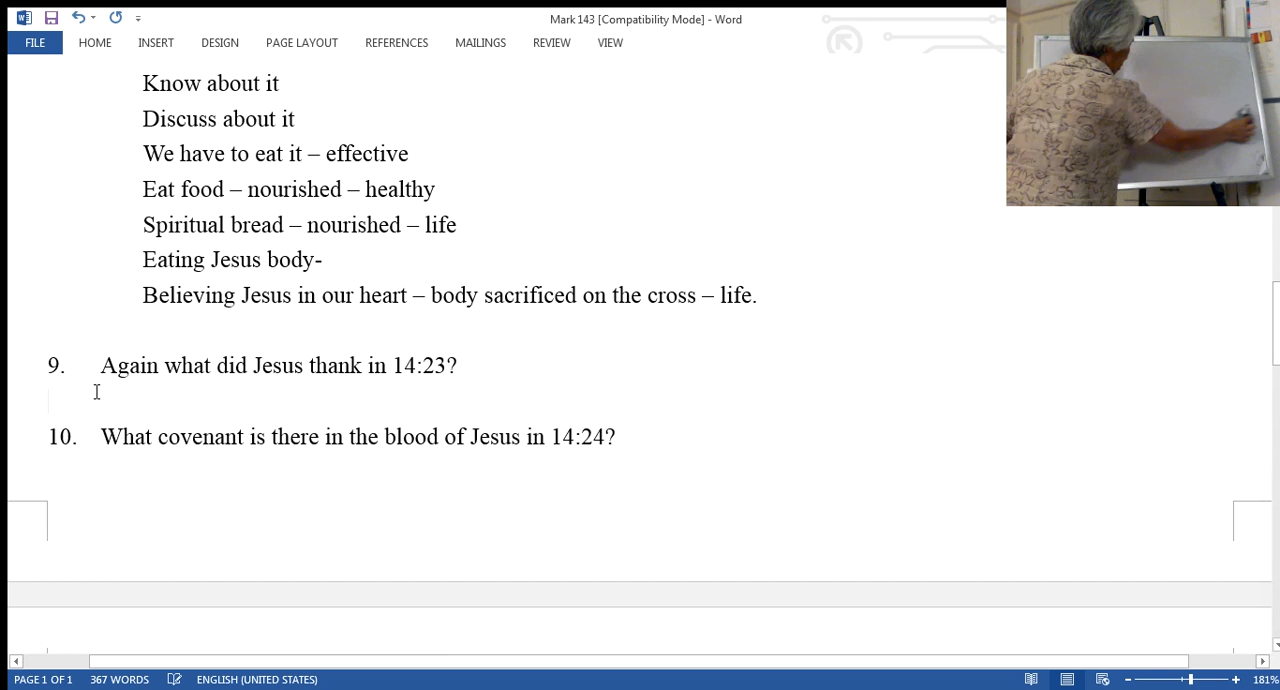 Mark 143 [Compatibility Mode] - Word
FILE HOME INSERT DESIGN PAGE LAYOUT REFERENCES MAILINGS REVIEW VIEW
Know about it
Discuss about it
We have to eat it – effective
Eat food – nourished – healthy
Spiritual bread – nourished – life
Eating Jesus body-
Believing Jesus in our heart – body sacrificed on the cross – life.
9. Again what did Jesus thank in 14:23?
10. What covenant is there in the blood of Jesus in 14:24?
PAGE 1 OF 1 367 WORDS ENGLISH (UNITED STATES) 181%